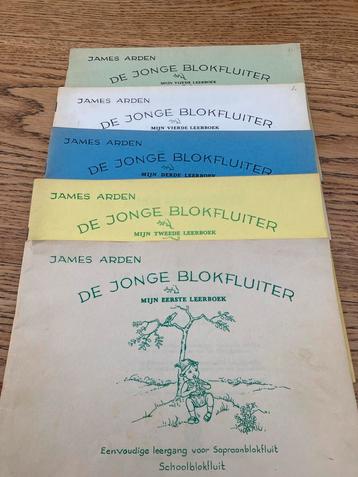 JAMES ARDEN
DE JONGE BLOKFLUITER
MIJN VIJFDE LEERBOEK
JAMES ARDEN
DE JONGE BLOKFLUITER
MIJN VIERDE LEERBOEK
JAMES ARDEN
DE JONGE BLOKFLUITER
MIJN DERDE LEERBOEK
JAMES ARDEN
DE JONGE BLOKFLUITER
MIJN TWEEDE LEERBOEK
JAMES ARDEN
DE JONGE BLOKFLUITER
MIJN EERSTE LEERBOEK
Eenvoudige leergang voor Sopraanblokfluit
Schoolblokfluit